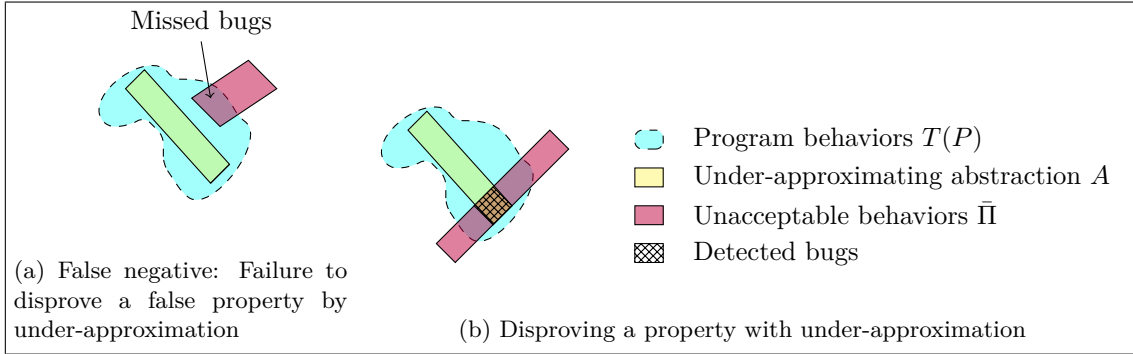 Missed bugs
(a) False negative: Failure to
disprove a false property by
under-approximation
Program behaviors T(P)
Under-approximating abstraction A
Unacceptable behaviors Π̄
Detected bugs
(b) Disproving a property with under-approximation